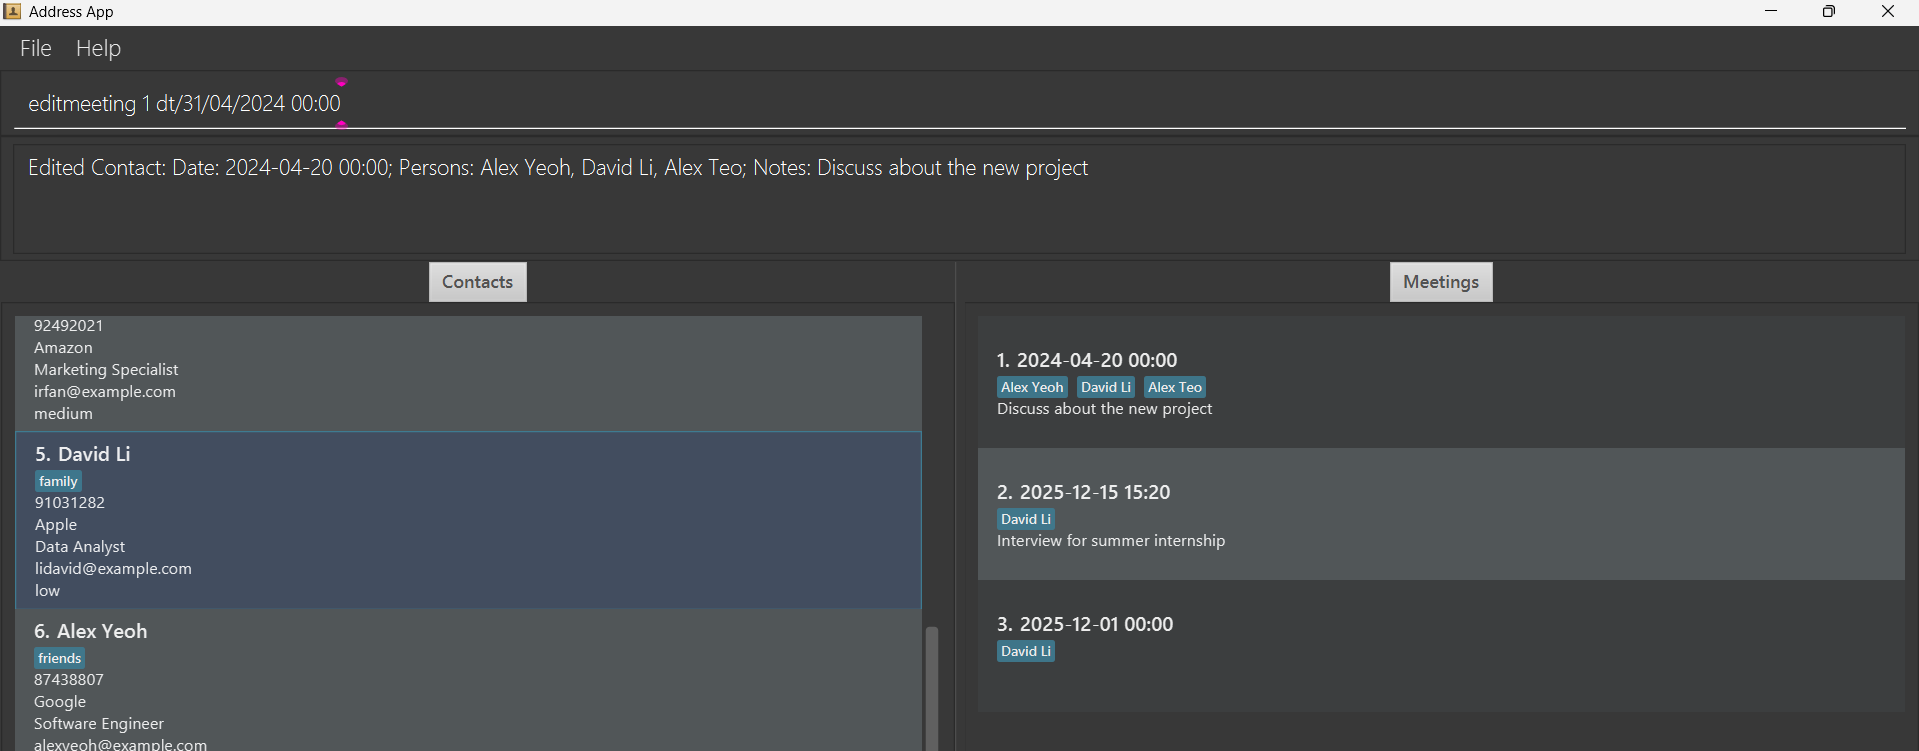 Address App
File Help
editmeeting 1 dt/31/04/2024 00:00
Edited Contact: Date: 2024-04-20 00:00; Persons: Alex Yeoh, David Li, Alex Teo; Notes: Discuss about the new project
Contacts
92492021
Amazon
Marketing Specialist
irfan@example.com
medium
5. David Li
family
91031282
Apple
Data Analyst
lidavid@example.com
low
6. Alex Yeoh
friends
87438807
Google
Software Engineer
alexyeoh@example.com
Meetings
1. 2024-04-20 00:00
Alex Yeoh David Li Alex Teo
Discuss about the new project
2. 2025-12-15 15:20
David Li
Interview for summer internship
3. 2025-12-01 00:00
David Li